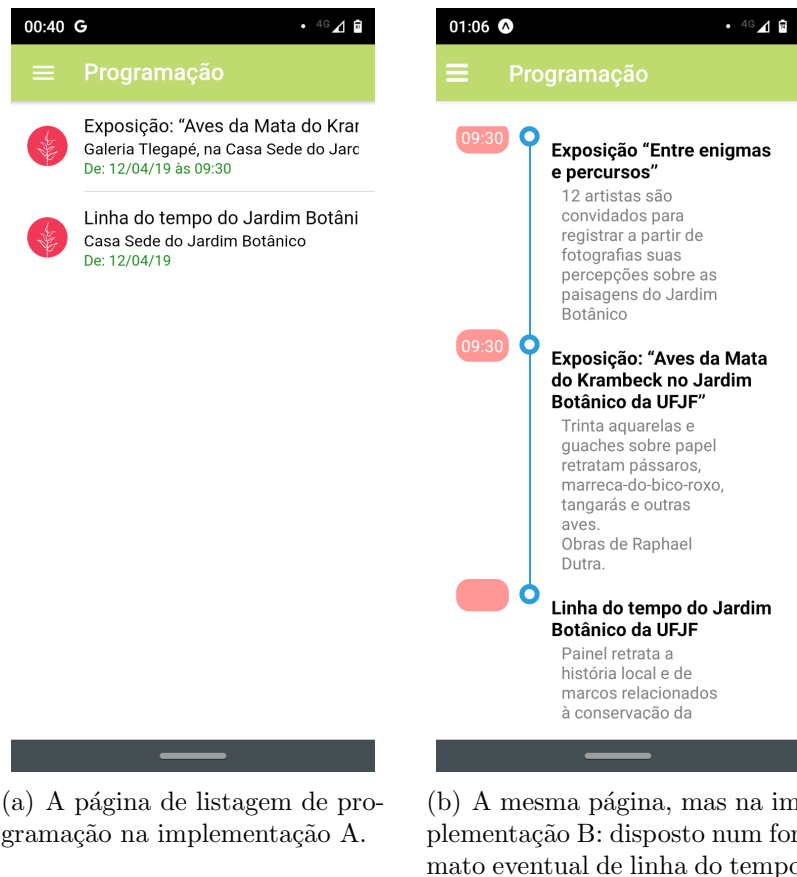 00:40 G
4G
Programação
Exposição: “Aves da Mata do Krar
Galeria Tlegapé, na Casa Sede do Jard
De: 12/04/19 às 09:30
Linha do tempo do Jardim Botâni
Casa Sede do Jardim Botânico
De: 12/04/19
(a) A página de listagem de pro-
gramação na implementação A.
01:06
4G
Programação
09:30
Exposição “Entre enigmas
e percursos”
12 artistas são
convidados para
registrar a partir de
fotografias suas
percepções sobre as
paisagens do Jardim
Botânico
09:30
Exposição: “Aves da Mata
do Krambeck no Jardim
Botânico da UFJF”
Trinta aquarelas e
guaches sobre papel
retratam pássaros,
marreca-do-bico-roxo,
tangarás e outras
aves.
Obras de Raphael
Dutra.
Linha do tempo do Jardim
Botânico da UFJF
Painel retrata a
história local e de
marcos relacionados
à conservação da
(b) A mesma página, mas na im
plementação B: disposto num for
mato eventual de linha do tempo